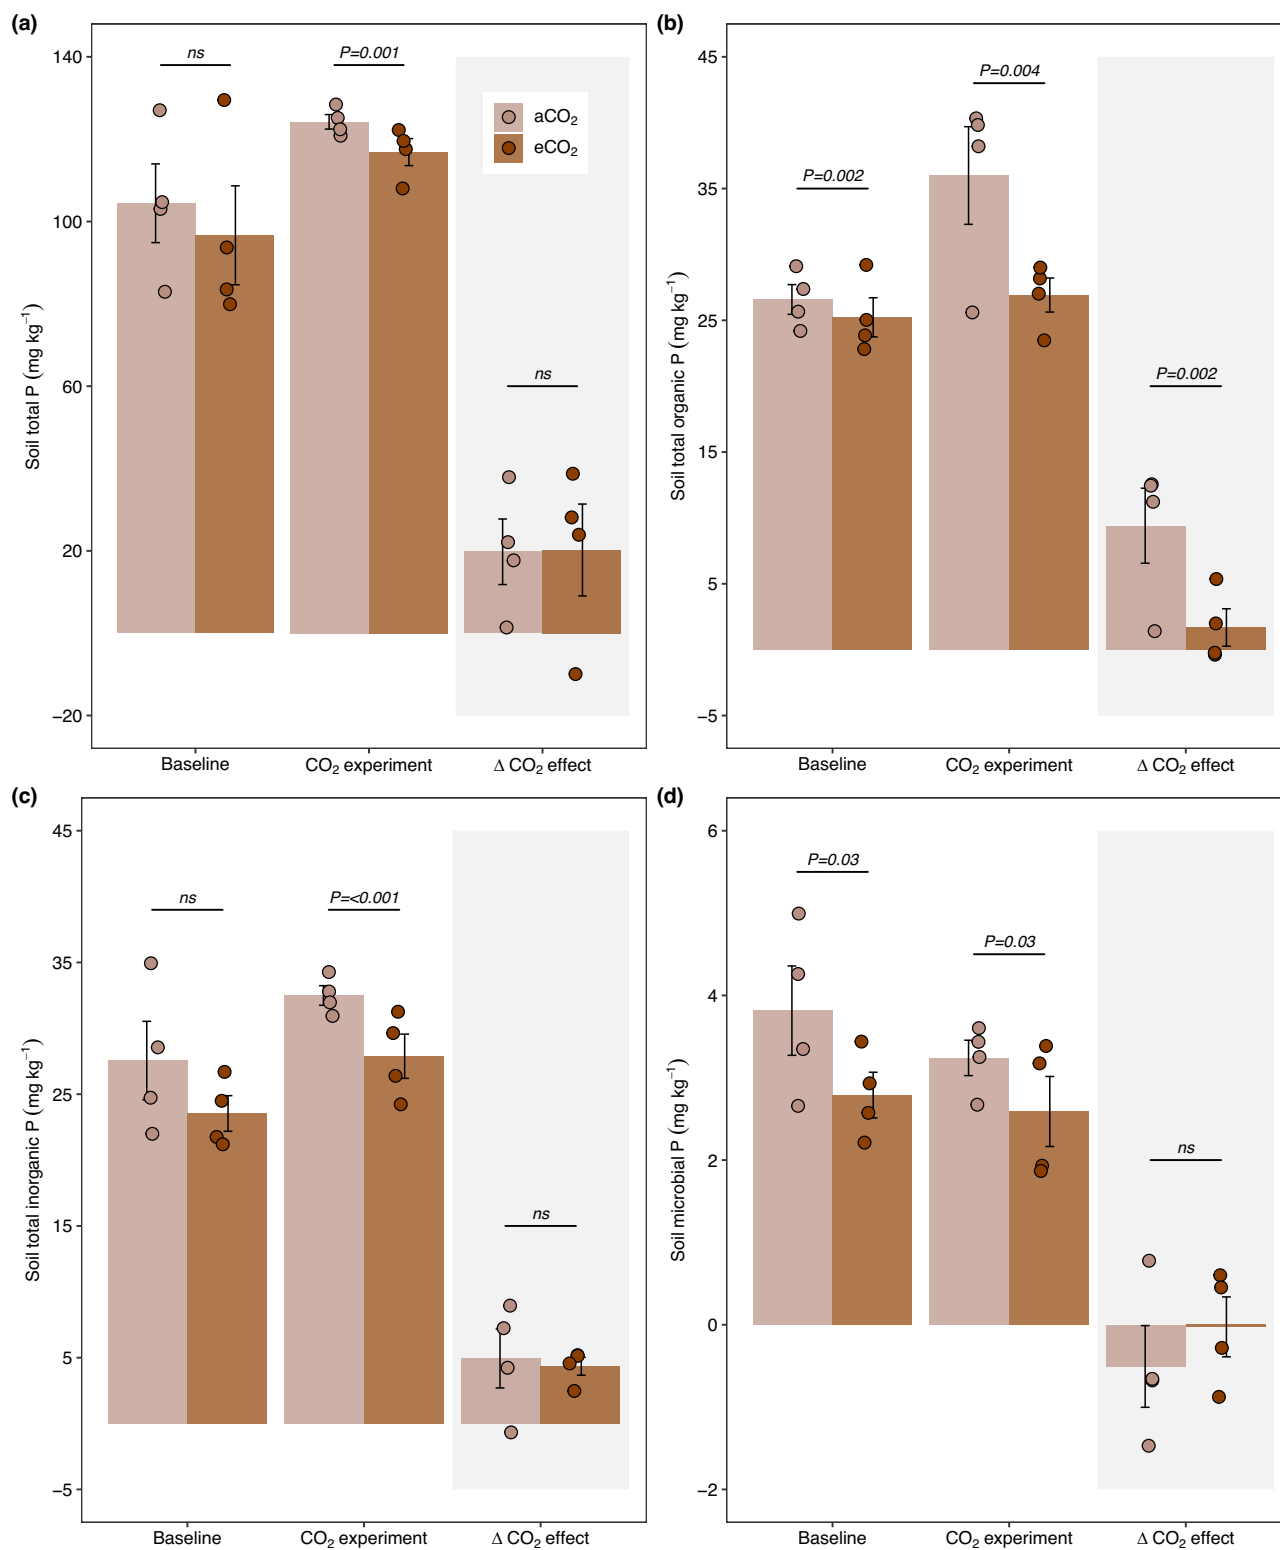 (a)
Soil total P (mg kg⁻¹)
140
100
60
20
−20
ns
P=0.001
ns
aCO₂
eCO₂
Baseline
CO₂ experiment
Δ CO₂ effect
(b)
Soil total organic P (mg kg⁻¹)
45
35
25
15
5
−5
P=0.002
P=0.004
P=0.002
Baseline
CO₂ experiment
Δ CO₂ effect
(c)
Soil total inorganic P (mg kg⁻¹)
45
35
25
15
5
−5
ns
P=<0.001
ns
Baseline
CO₂ experiment
Δ CO₂ effect
(d)
Soil microbial P (mg kg⁻¹)
6
4
2
0
−2
P=0.03
P=0.03
ns
Baseline
CO₂ experiment
Δ CO₂ effect